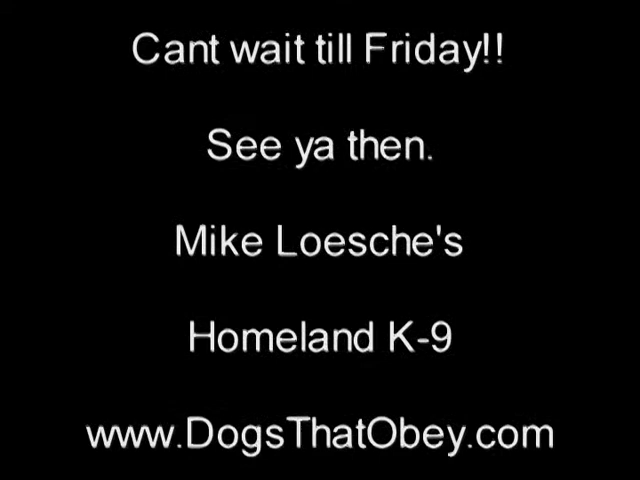 Cant wait till Friday!!
See ya then.
Mike Loesche's
Homeland K-9
www.DogsThatObey.com